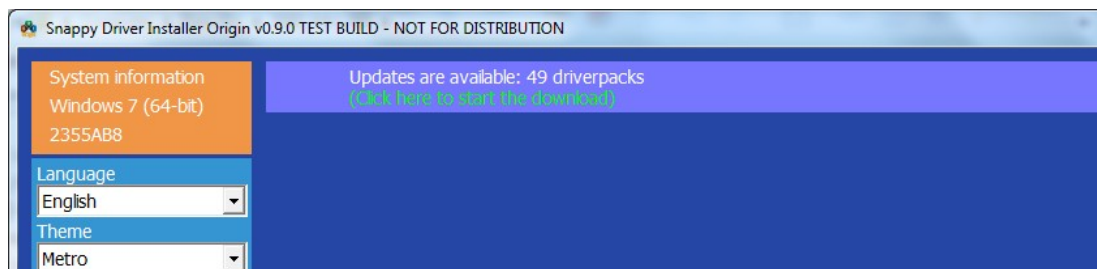 Snappy Driver Installer Origin v0.9.0 TEST BUILD - NOT FOR DISTRIBUTION
System information
Windows 7 (64-bit)
2355AB8
Updates are available: 49 driverpacks
(Click here to start the download)
Language
English
Theme
Metro